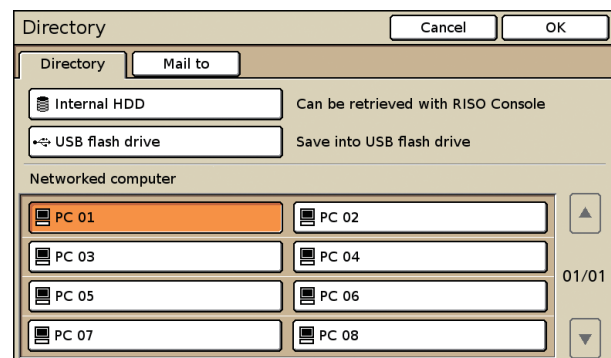 Directory Cancel OK
Directory Mail to
Internal HDD Can be retrieved with RISO Console
USB flash drive Save into USB flash drive
Networked computer
PC 01 PC 02
PC 03 PC 04
01/01
PC 05 PC 06
PC 07 PC 08